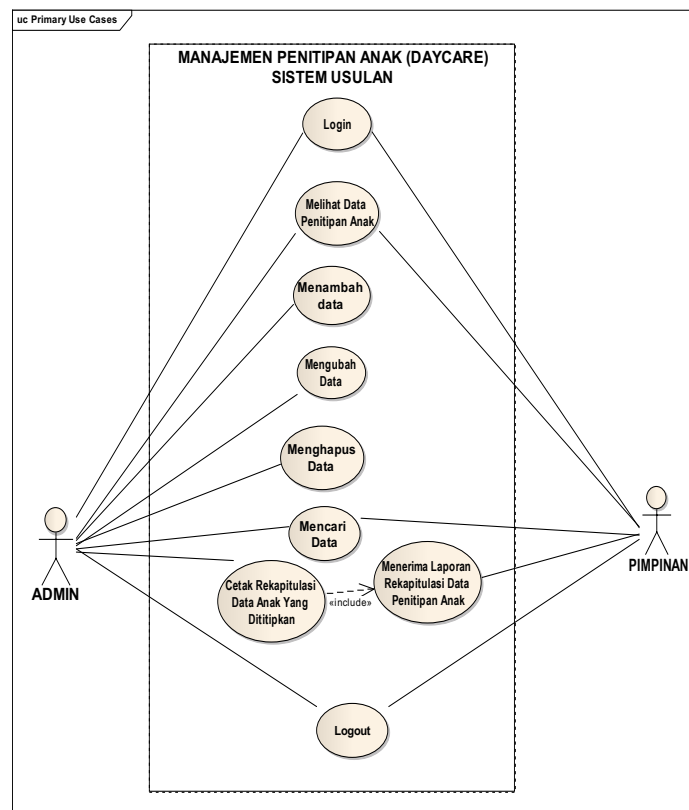 uc Primary Use Cases
MANAJEMEN PENITIPAN ANAK (DAYCARE)
SISTEM USULAN
Login
Melihat Data
Penitipan Anak
Menambah
data
Mengubah
Data
Menghapus
Data
Mencari
Data
ADMIN
PIMPINAN
Cetak Rekapitulasi
Data Anak Yang
Dititipkan
«include»
Menerima Laporan
Rekapitulasi Data
Penitipan Anak
Logout